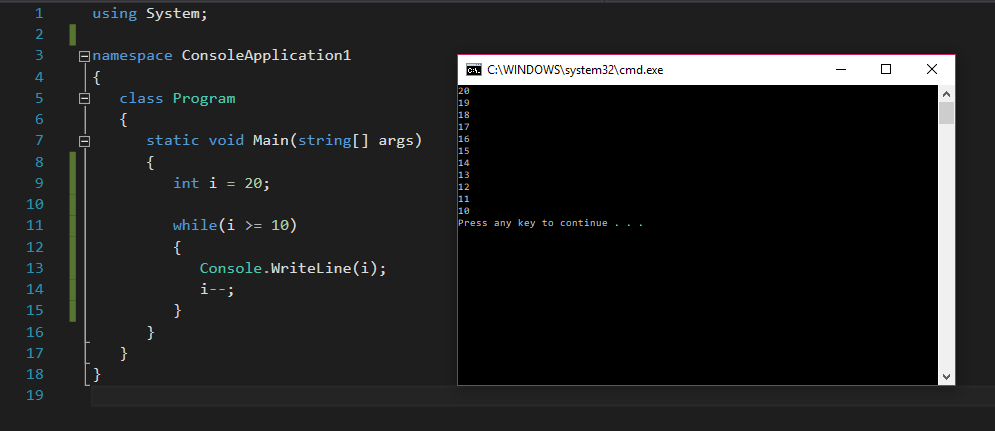 1 using System;
2
3 namespace ConsoleApplication1
4 {
5 class Program
6 {
7 static void Main(string[] args)
8 {
9 int i = 20;
10
11 while(i >= 10)
12 {
13 Console.WriteLine(i);
14 i--;
15 }
16 }
17 }
18 }
19
C:\WINDOWS\system32\cmd.exe
20
19
18
17
16
15
14
13
12
11
10
Press any key to continue . . .